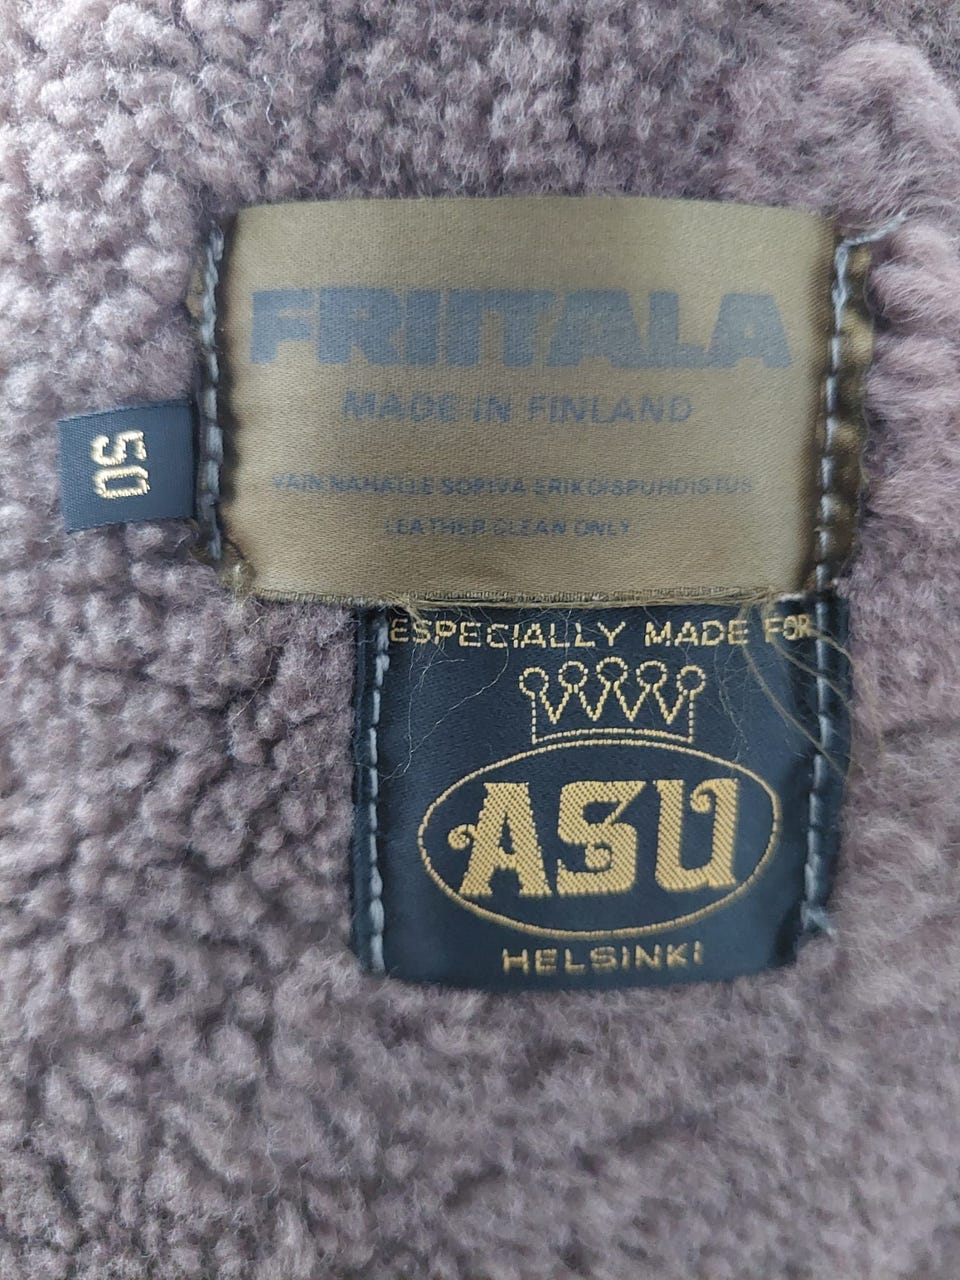 FRIITALA
MADE IN FINLAND
VAIN NAHALLE SOPIVA ERIKOISPUHDISTUS
LEATHER CLEAN ONLY
50
ESPECIALLY MADE FOR
ASU
HELSINKI